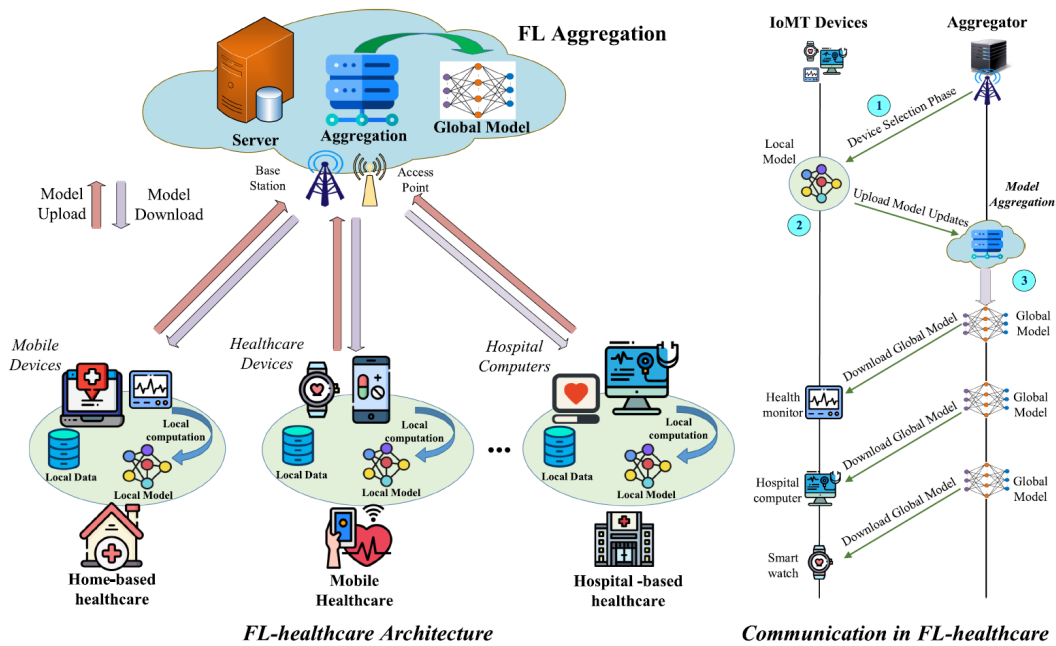 FL Aggregation
Server
Aggregation
Global Model
Base
Station
Access
Point
Model
Upload
Model
Download
Mobile
Devices
Healthcare
Devices
Hospital
Computers
Local
computation
Local Data
Local Model
Local
computation
Local Data
Local Model
...
Local
computation
Local Data
Local Model
Home-based
healthcare
Mobile
Healthcare
Hospital -based
healthcare
FL-healthcare Architecture
IoMT Devices
Aggregator
1
Device Selection Phase
Local
Model
Upload Model Updates
Model
Aggregation
2
3
Download Global Model
Global
Model
Health
monitor
Download Global Model
Global
Model
Hospital
computer
Download Global Model
Global
Model
Smart
watch
Communication in FL-healthcare